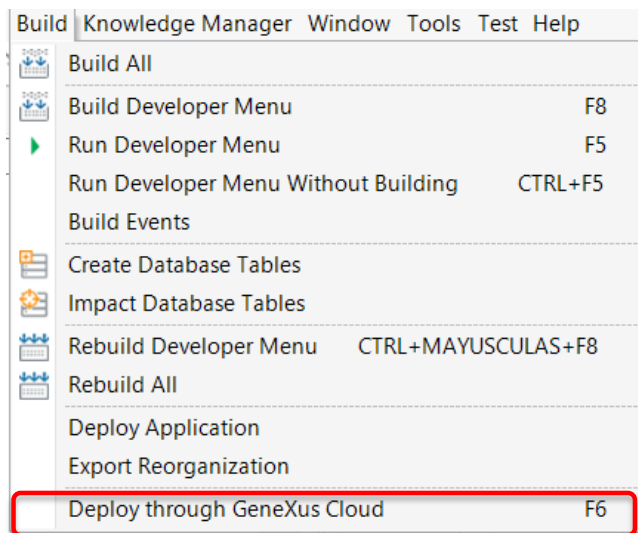 Build Knowledge Manager Window Tools Test Help
Build All
Build Developer Menu F8
Run Developer Menu F5
Run Developer Menu Without Building CTRL+F5
Build Events
Create Database Tables
Impact Database Tables
Rebuild Developer Menu CTRL+MAYUSCULAS+F8
Rebuild All
Deploy Application
Export Reorganization
Deploy through GeneXus Cloud F6